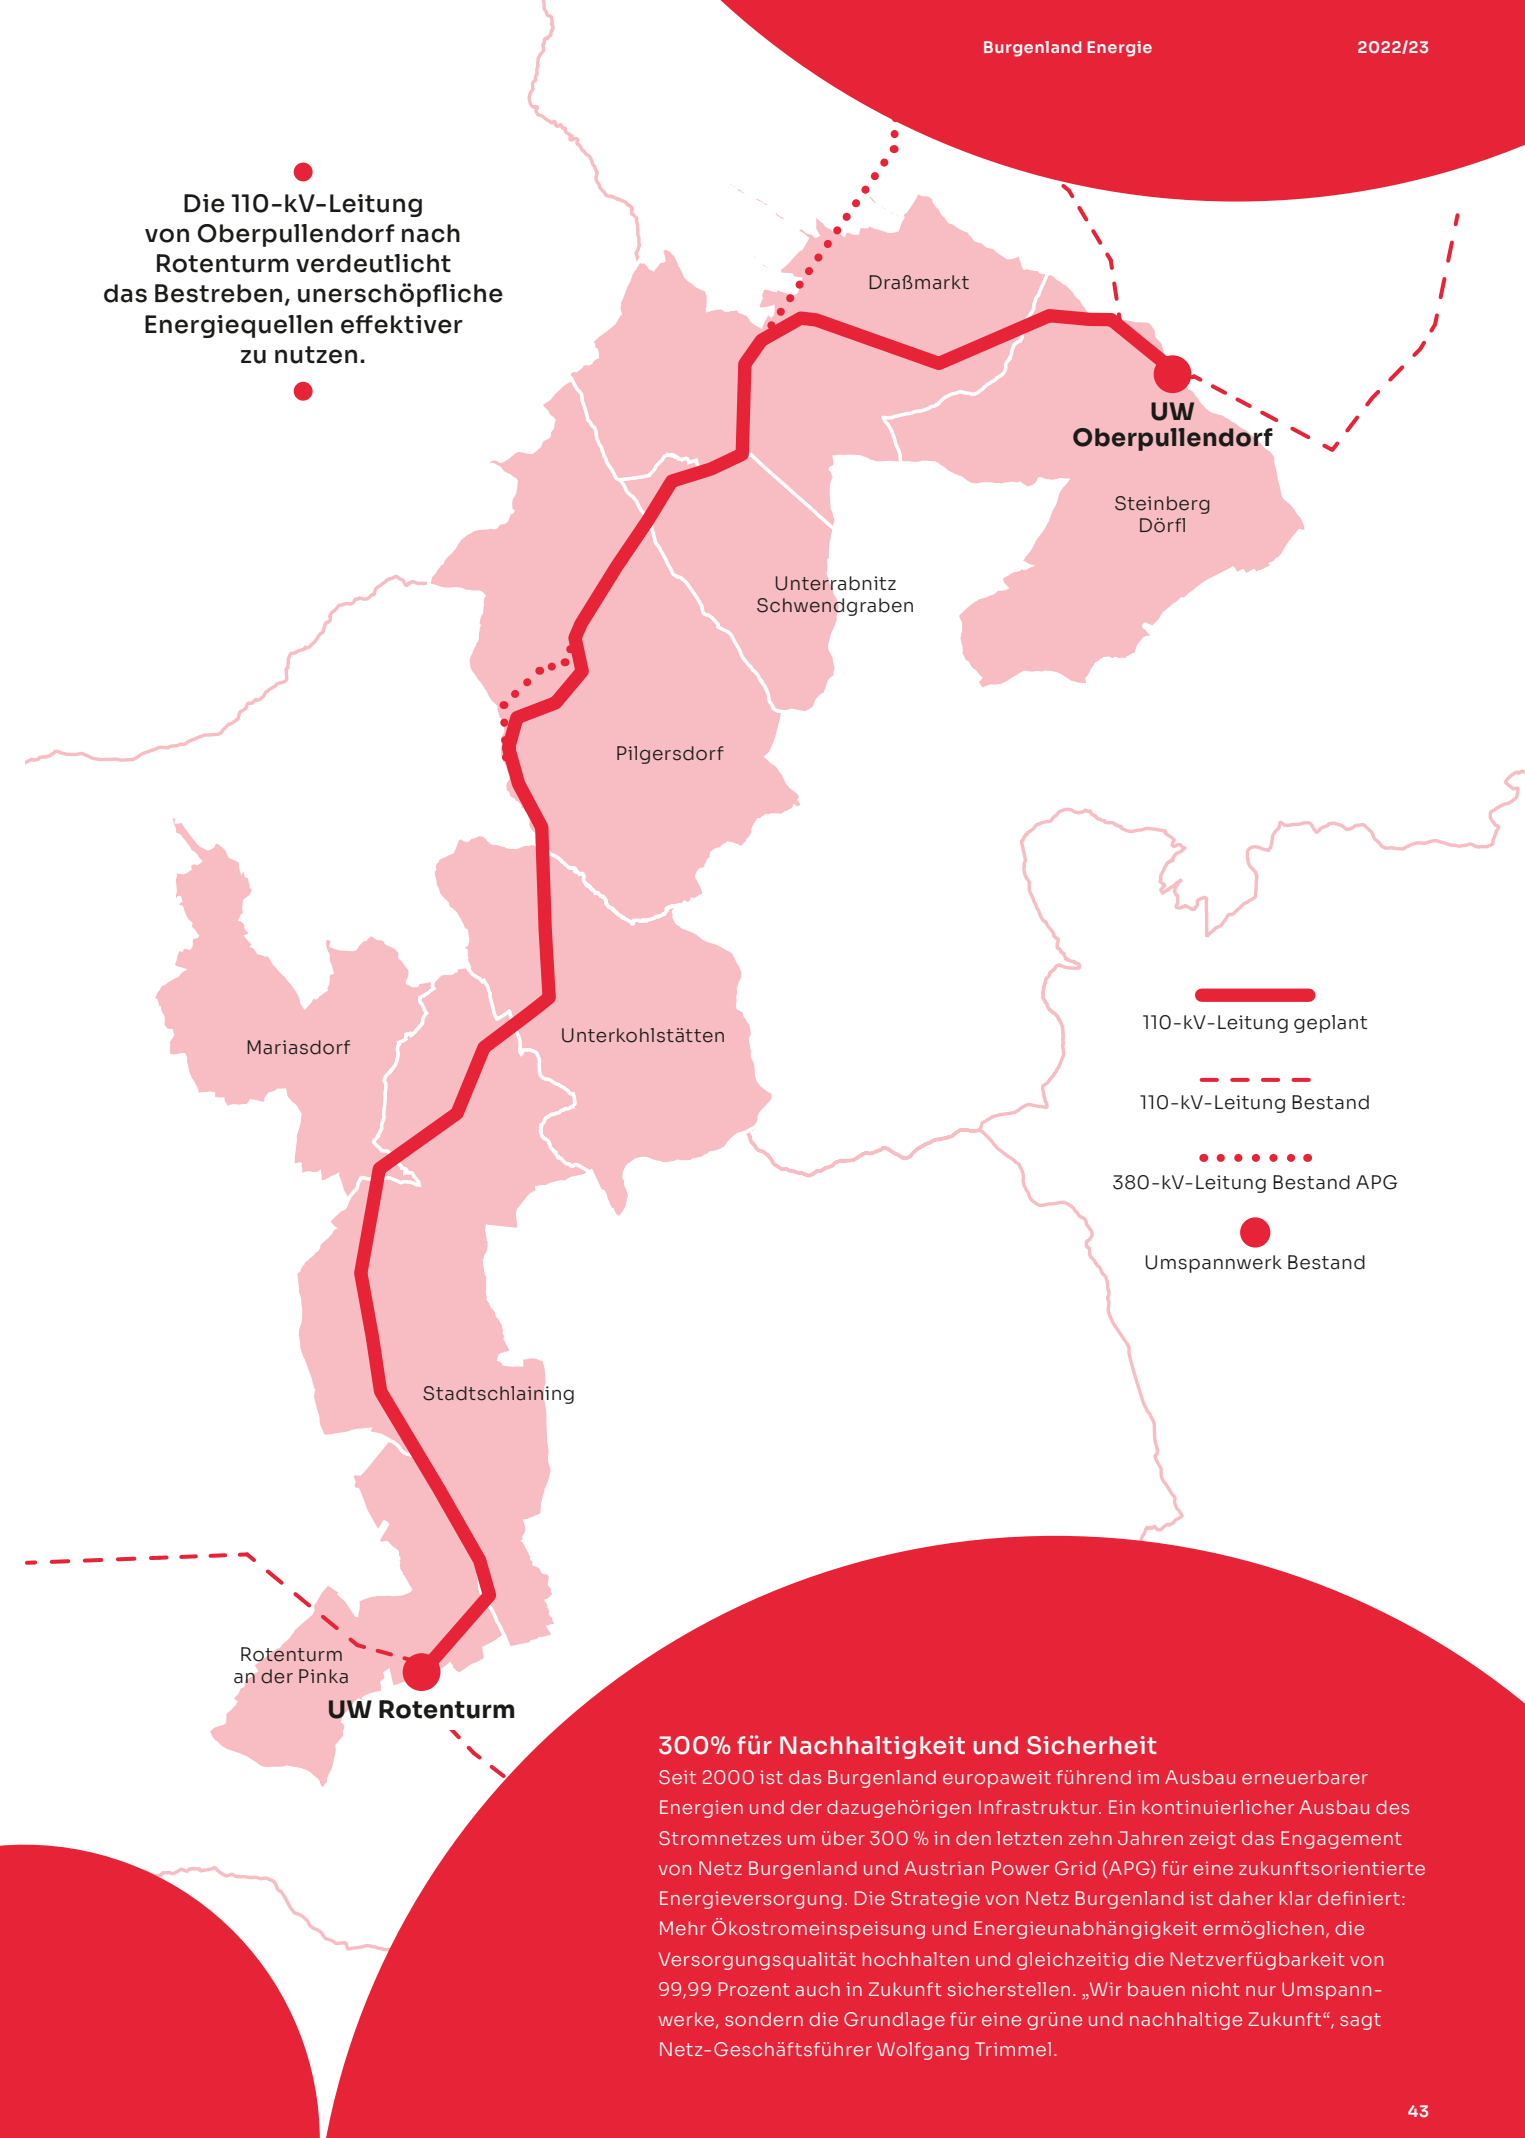 Burgenland Energie
2022/23
Die 110-kV-Leitung
von Oberpullendorf nach
Rotenturm verdeutlicht
das Bestreben, unerschöpfliche
Energiequellen effektiver
zu nutzen.
Draßmarkt
UW
Oberpullendorf
Steinberg
Dörfl
Unterrabnitz
Schwendgraben
Pilgersdorf
Mariasdorf
Unterkohlstätten
110-kV-Leitung geplant
110-kV-Leitung Bestand
380-kV-Leitung Bestand APG
Umspannwerk Bestand
Stadtschlaining
Rotenturm
an der Pinka
UW Rotenturm
300% für Nachhaltigkeit und Sicherheit
Seit 2000 ist das Burgenland europaweit führend im Ausbau erneuerbarer
Energien und der dazugehörigen Infrastruktur. Ein kontinuierlicher Ausbau des
Stromnetzes um über 300 % in den letzten zehn Jahren zeigt das Engagement
von Netz Burgenland und Austrian Power Grid (APG) für eine zukunftsorientierte
Energieversorgung. Die Strategie von Netz Burgenland ist daher klar definiert:
Mehr Ökostromeinspeisung und Energieunabhängigkeit ermöglichen, die
Versorgungsqualität hochhalten und gleichzeitig die Netzverfügbarkeit von
99,99 Prozent auch in Zukunft sicherstellen. „Wir bauen nicht nur Umspann-
werke, sondern die Grundlage für eine grüne und nachhaltige Zukunft“, sagt
Netz-Geschäftsführer Wolfgang Trimmel.
43